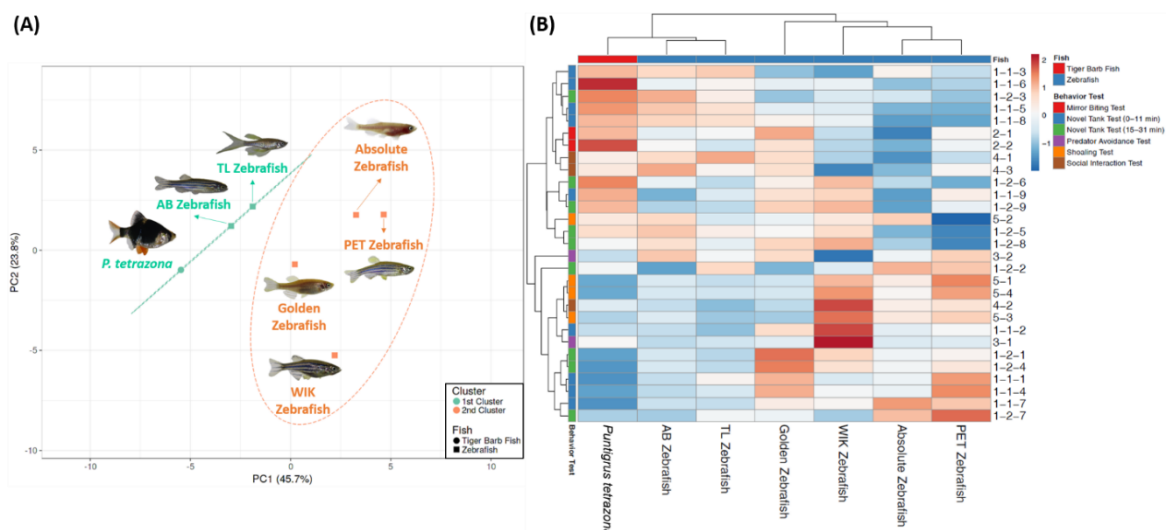 (A)
PC2 (23.8%)
5
0
-5
-10
-10
-5
0
5
10
PC1 (45.7%)
Absolute
Zebrafish
TL Zebrafish
AB Zebrafish
P. tetrazona
PET Zebrafish
Golden
Zebrafish
WIK
Zebrafish
Cluster
1st Cluster
2nd Cluster
Fish
Tiger Barb Fish
Zebrafish
(B)
Fish
1-1-3
1-1-6
1-2-3
1-1-5
1-1-8
2-1
2-2
4-1
4-3
1-2-6
1-1-9
1-2-9
5-2
1-2-5
1-2-8
3-2
1-2-2
5-1
5-4
4-2
5-3
1-1-2
3-1
1-2-1
1-2-4
1-1-1
1-1-4
1-1-7
1-2-7
Behavior Test
Puntigrus tetrazon
AB Zebrafish
TL Zebrafish
Golden Zebrafish
WIK Zebrafish
Absolute Zebrafish
PET Zebrafish
2
1
0
-1
Fish
Tiger Barb Fish
Zebrafish
Behavior Test
Mirror Biting Test
Novel Tank Test (0-11 min)
Novel Tank Test (15-31 min)
Predator Avoidance Test
Shoaling Test
Social Interaction Test